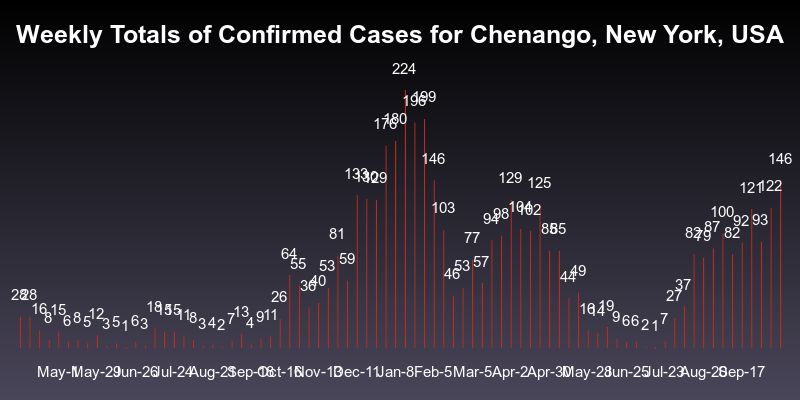 Weekly Totals of Confirmed Cases for Chenango, New York, USA
28 28 16 8 15 6 8 5 12 3 5 1 6 3 18 15 15 11 8 3 4 2 7 13 4 9 11 26 64 55 36 40 53 81 59 133 130 129 176 180 224 196 199 146 103 46 53 77 57 94 98 129 104 102 125 85 85 44 49 16 14 19 9 6 6 2 1 7 27 37 82 79 87 100 82 92 121 93 122 146
May-1 May-29 Jun-26 Jul-24 Aug-21 Sep-18 Oct-16 Nov-13 Dec-11 Jan-8 Feb-5 Mar-5 Apr-2 Apr-30 May-28 Jun-25 Jul-23 Aug-20 Sep-17